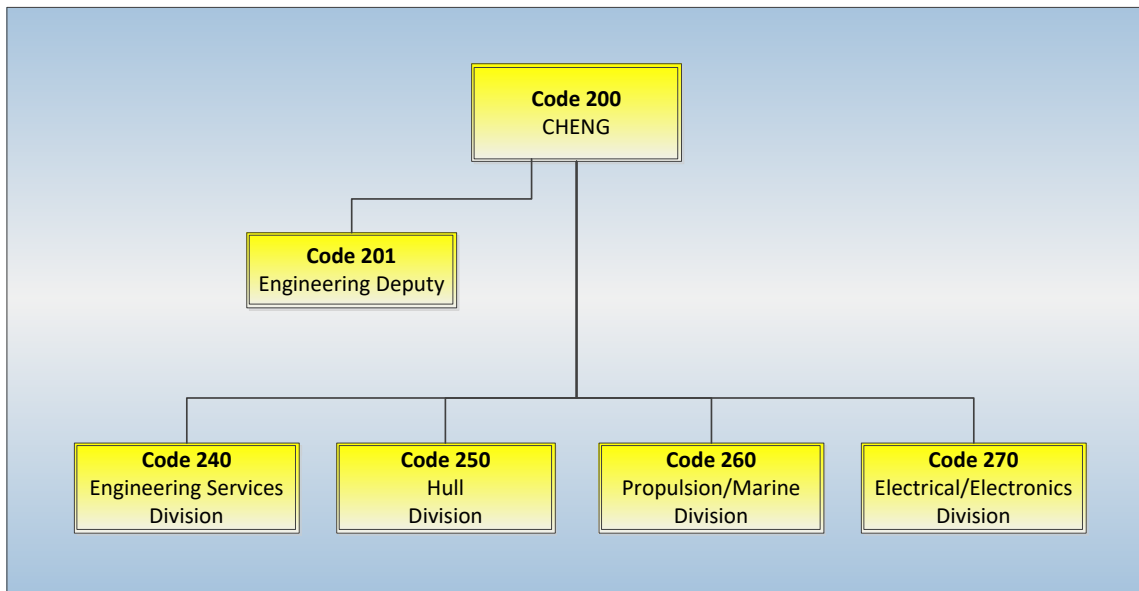 Code 200
CHENG
Code 201
Engineering Deputy
Code 240
Engineering Services
Division
Code 250
Hull
Division
Code 260
Propulsion/Marine
Division
Code 270
Electrical/Electronics
Division